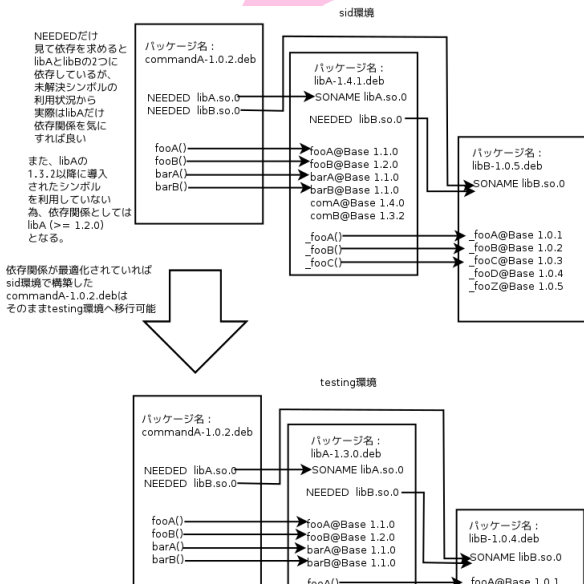 sid環境
NEEDEDだけ
見て依存を求めると
libAとlibBの2つに
依存しているが、
未解決シンボルの
利用状況から
実際はlibAだけ
依存関係を気に
すれば良い
また、libAの
1.3.2以降に導入
されたシンボル
を利用していない
為、依存関係としては
libA (>= 1.2.0)
となる。
パッケージ名：
commandA-1.0.2.deb
NEEDED libA.so.0
NEEDED libB.so.0
fooA()
fooB()
barA()
barB()
パッケージ名：
libA-1.4.1.deb
SONAME libA.so.0
NEEDED libB.so.0
fooA@Base 1.1.0
fooB@Base 1.2.0
barA@Base 1.1.0
barB@Base 1.1.0
comA@Base 1.4.0
comB@Base 1.3.2
_fooA()
_fooB()
_fooC()
パッケージ名：
libB-1.0.5.deb
SONAME libB.so.0
_fooA@Base 1.0.1
_fooB@Base 1.0.2
_fooC@Base 1.0.3
_fooD@Base 1.0.4
_fooZ@Base 1.0.5
依存関係が最適化されていれば
sid環境で構築した
commandA-1.0.2.debは
そのままtesting環境へ移行可能
testing環境
パッケージ名：
commandA-1.0.2.deb
NEEDED libA.so.0
NEEDED libB.so.0
fooA()
fooB()
barA()
barB()
パッケージ名：
libA-1.3.0.deb
SONAME libA.so.0
NEEDED libB.so.0
fooA@Base 1.1.0
fooB@Base 1.2.0
barA@Base 1.1.0
barB@Base 1.1.0
_fooA()
パッケージ名：
libB-1.0.4.deb
SONAME libB.so.0
_fooA@Base 1.0.1